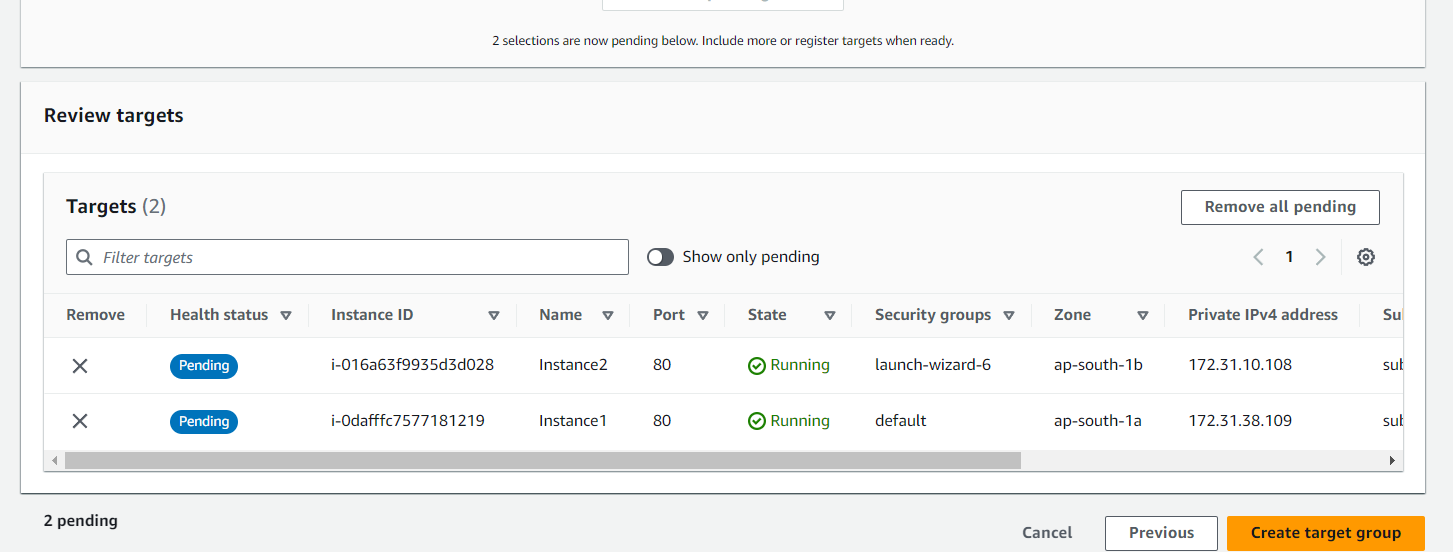 2 selections are now pending below. Include more or register targets when ready.
Review targets
Targets (2)
Remove all pending
Filter targets
Show only pending
1
Remove Health status Instance ID Name Port State Security groups Zone Private IPv4 address
Pending i-016a63f9935d3d028 Instance2 80 Running launch-wizard-6 ap-south-1b 172.31.10.108
Pending i-0dafffc7577181219 Instance1 80 Running default ap-south-1a 172.31.38.109
2 pending
Cancel Previous Create target group